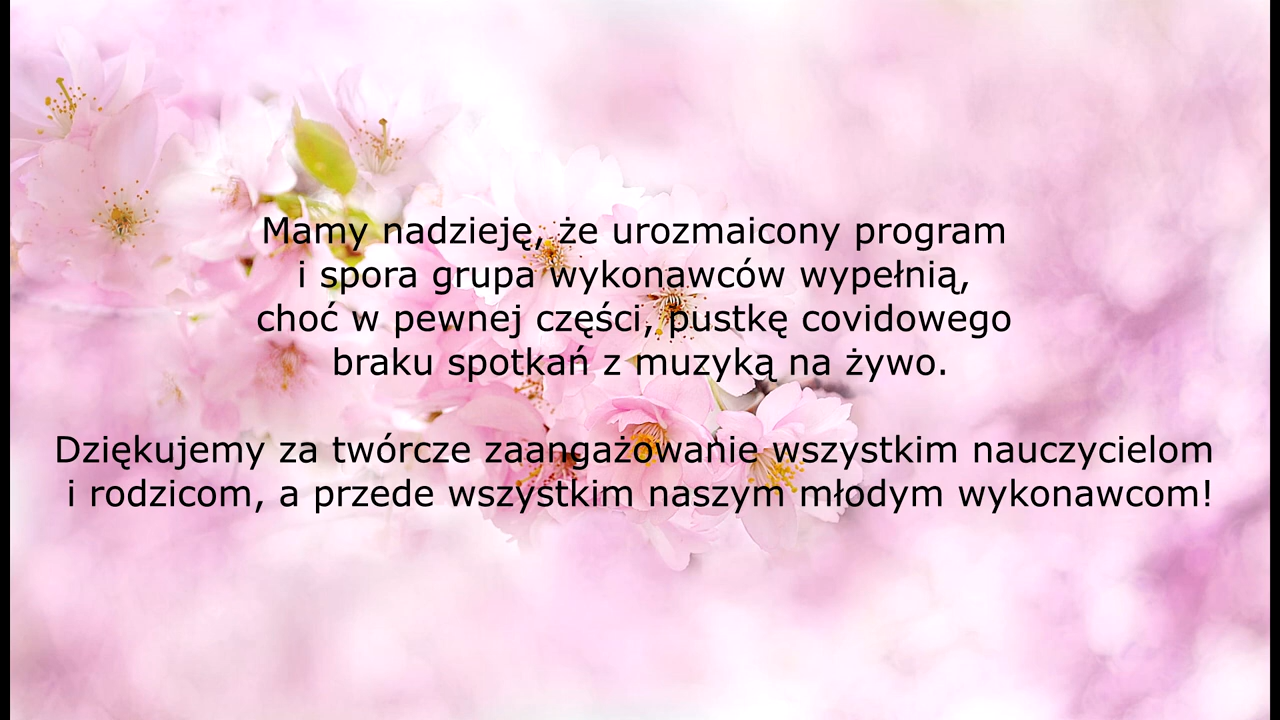 Mamy nadzieję, że urozmaicony program
i spora grupa wykonawców wypełnią,
choć w pewnej części, pustkę covidowego
braku spotkań z muzyką na żywo.
Dziękujemy za twórcze zaangażowanie wszystkim nauczycielom
i rodzicom, a przede wszystkim naszym młodym wykonawcom!